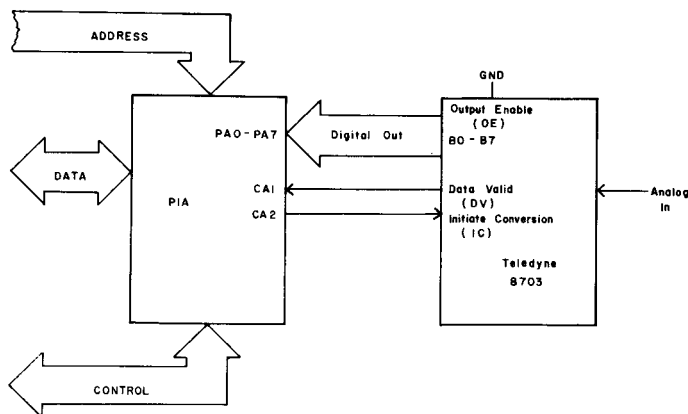 ADDRESS
GND
Output Enable
(OE)
PA0-PA7
Digital Out
B0-B7
DATA
CA1
Data Valid
(DV)
Analog
In
PIA
CA2
Initiate Conversion
(IC)
Teledyne
8703
CONTROL